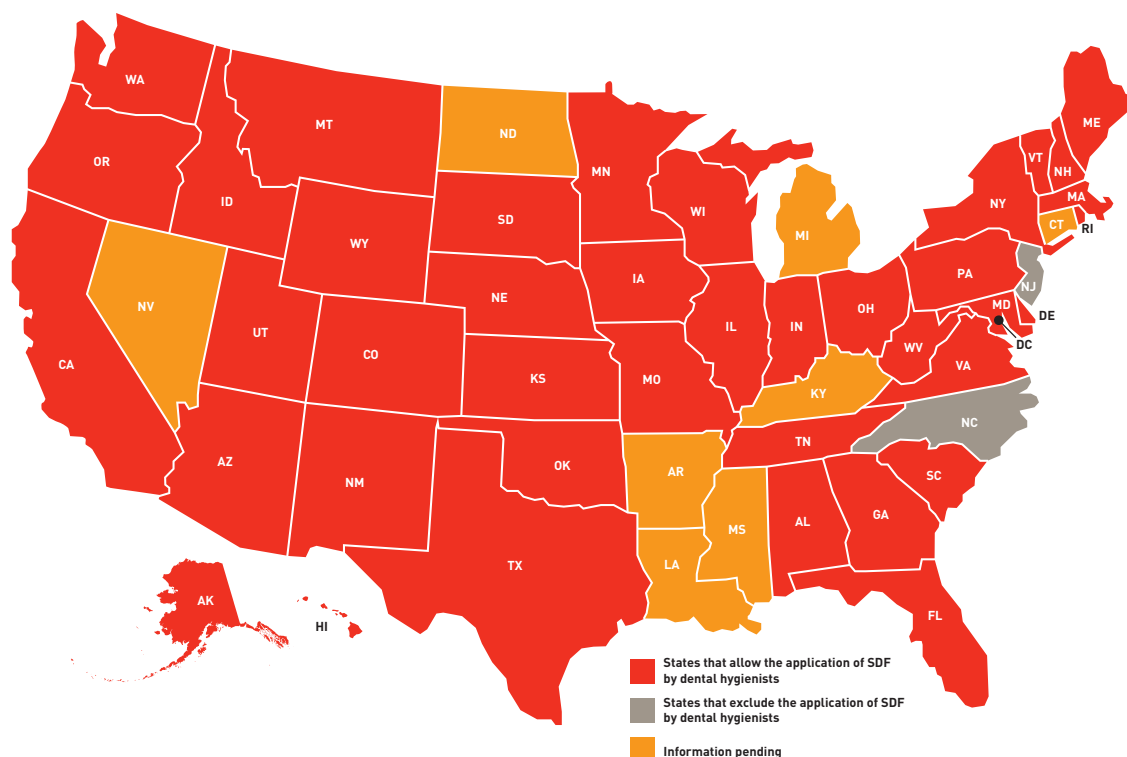 WA
MT
ND
ME
OR
MN
VT
NH
ID
SD
WI
NY
MA
WY
MI
CT
RI
NV
NE
IA
PA
NJ
UT
CO
IL
IN
OH
MD
DE
DC
CA
KS
MO
WV
VA
KY
AZ
NM
OK
AR
TN
NC
SC
TX
LA
MS
AL
GA
AK
HI
FL
States that allow the application of SDF
by dental hygienists
States that exclude the application of SDF
by dental hygienists
Information pending